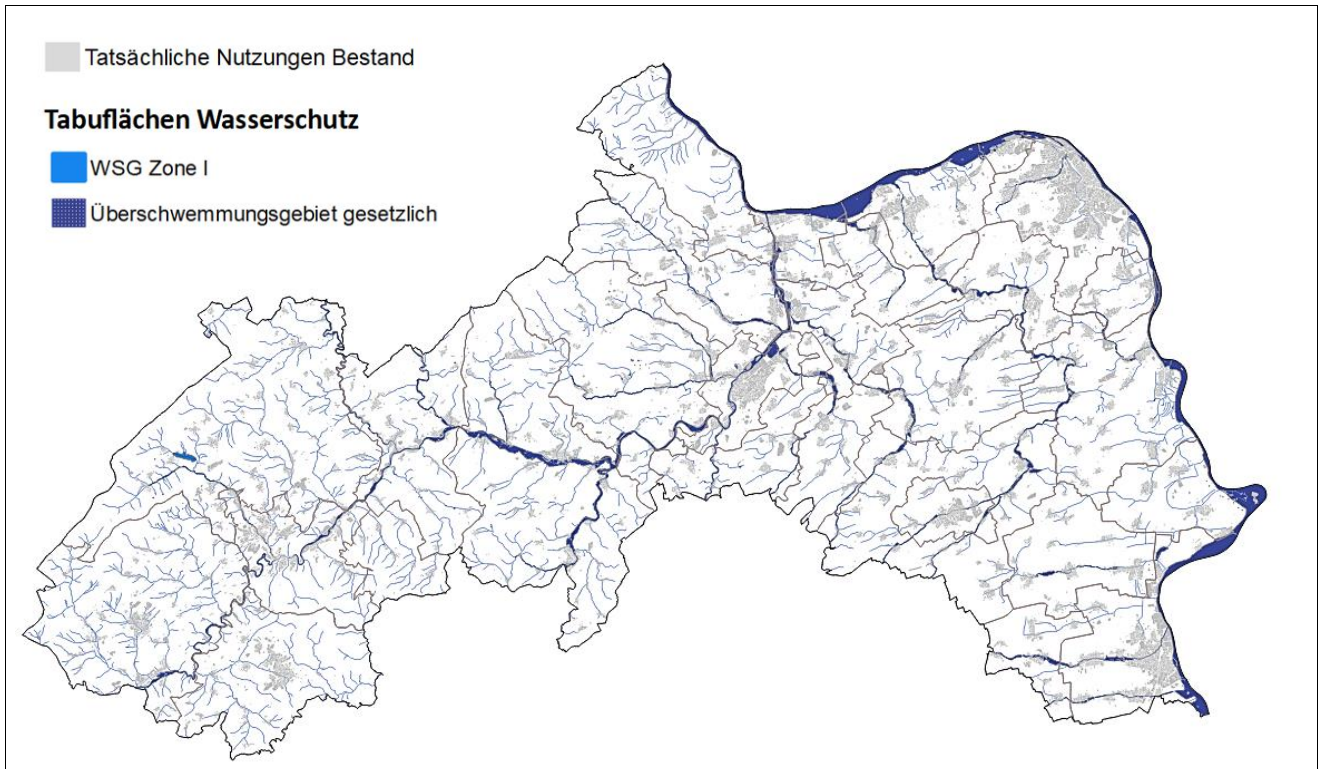 Tatsächliche Nutzungen Bestand
Tabuflächen Wasserschutz
WSG Zone I
Überschwemmungsgebiet gesetzlich